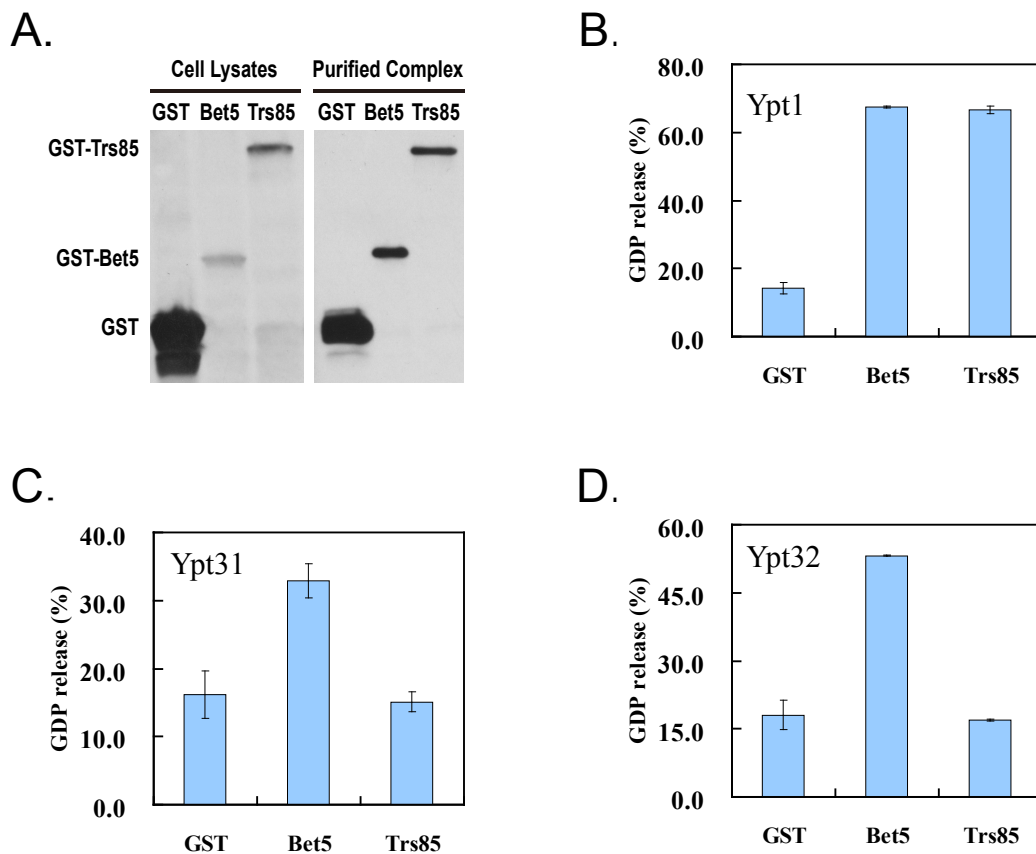 A.
Cell Lysates Purified Complex
GST Bet5 Trs85 GST Bet5 Trs85
GST-Trs85
GST-Bet5
GST
B.
Ypt1
GDP release (%)
80.0
60.0
40.0
20.0
0.0
GST Bet5 Trs85
C.
Ypt31
GDP release (%)
40.0
30.0
20.0
10.0
0.0
GST Bet5 Trs85
D.
Ypt32
GDP release (%)
60.0
45.0
30.0
15.0
0.0
GST Bet5 Trs85